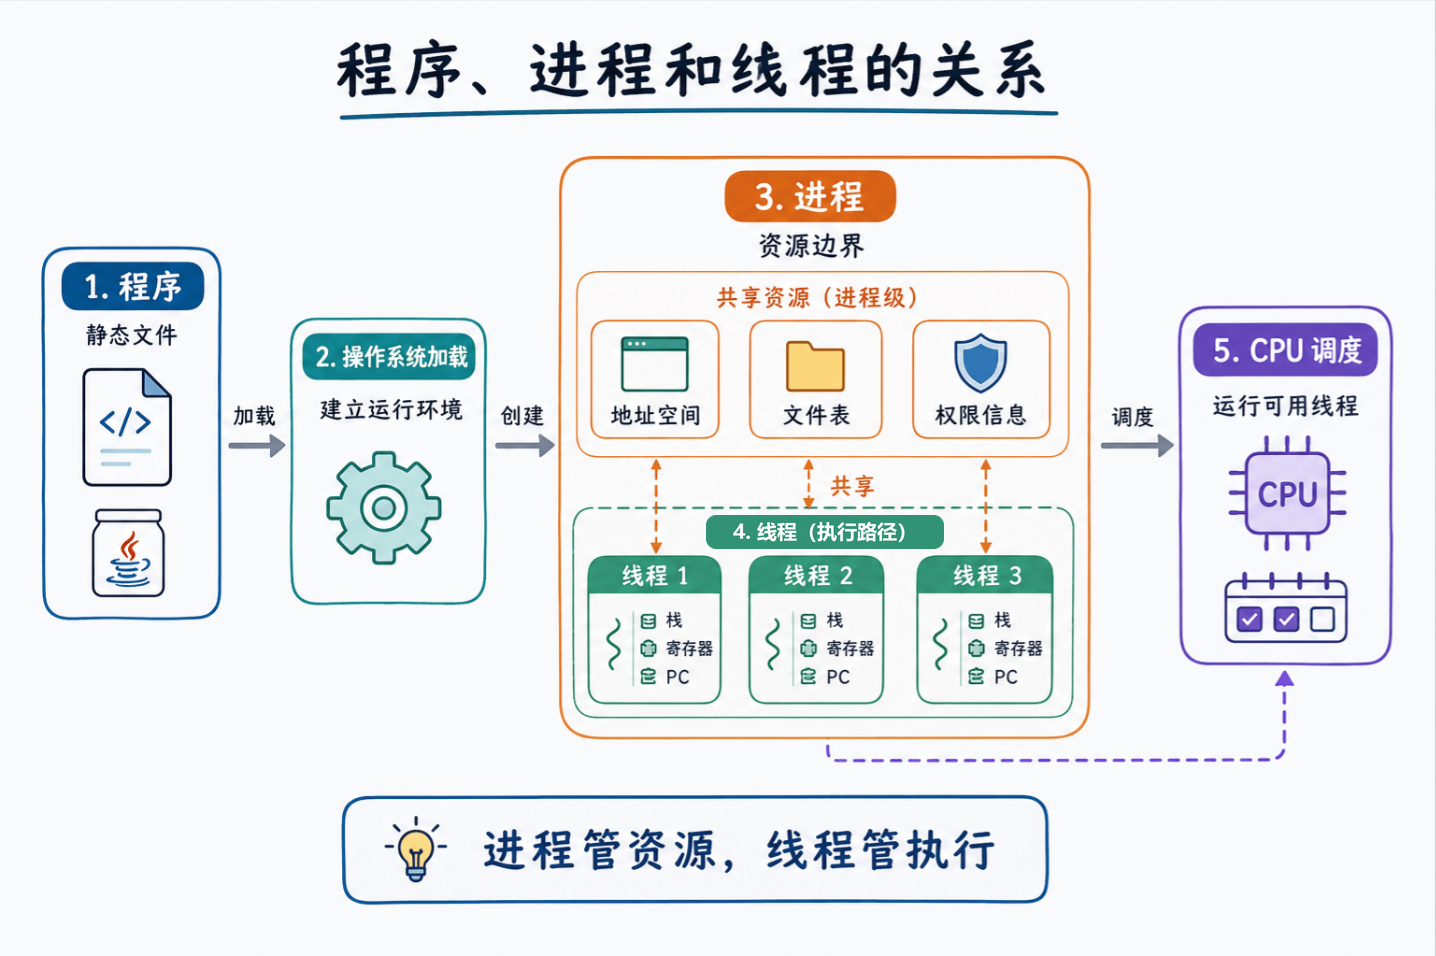 程序、进程和线程的关系
1. 程序
静态文件
</>
加载
2. 操作系统加载
建立运行环境
创建
3. 进程
资源边界
共享资源（进程级）
地址空间
文件表
权限信息
共享
4. 线程（执行路径）
线程 1
栈
寄存器
PC
线程 2
栈
寄存器
PC
线程 3
栈
寄存器
PC
调度
5. CPU 调度
运行可用线程
CPU
进程管资源，线程管执行